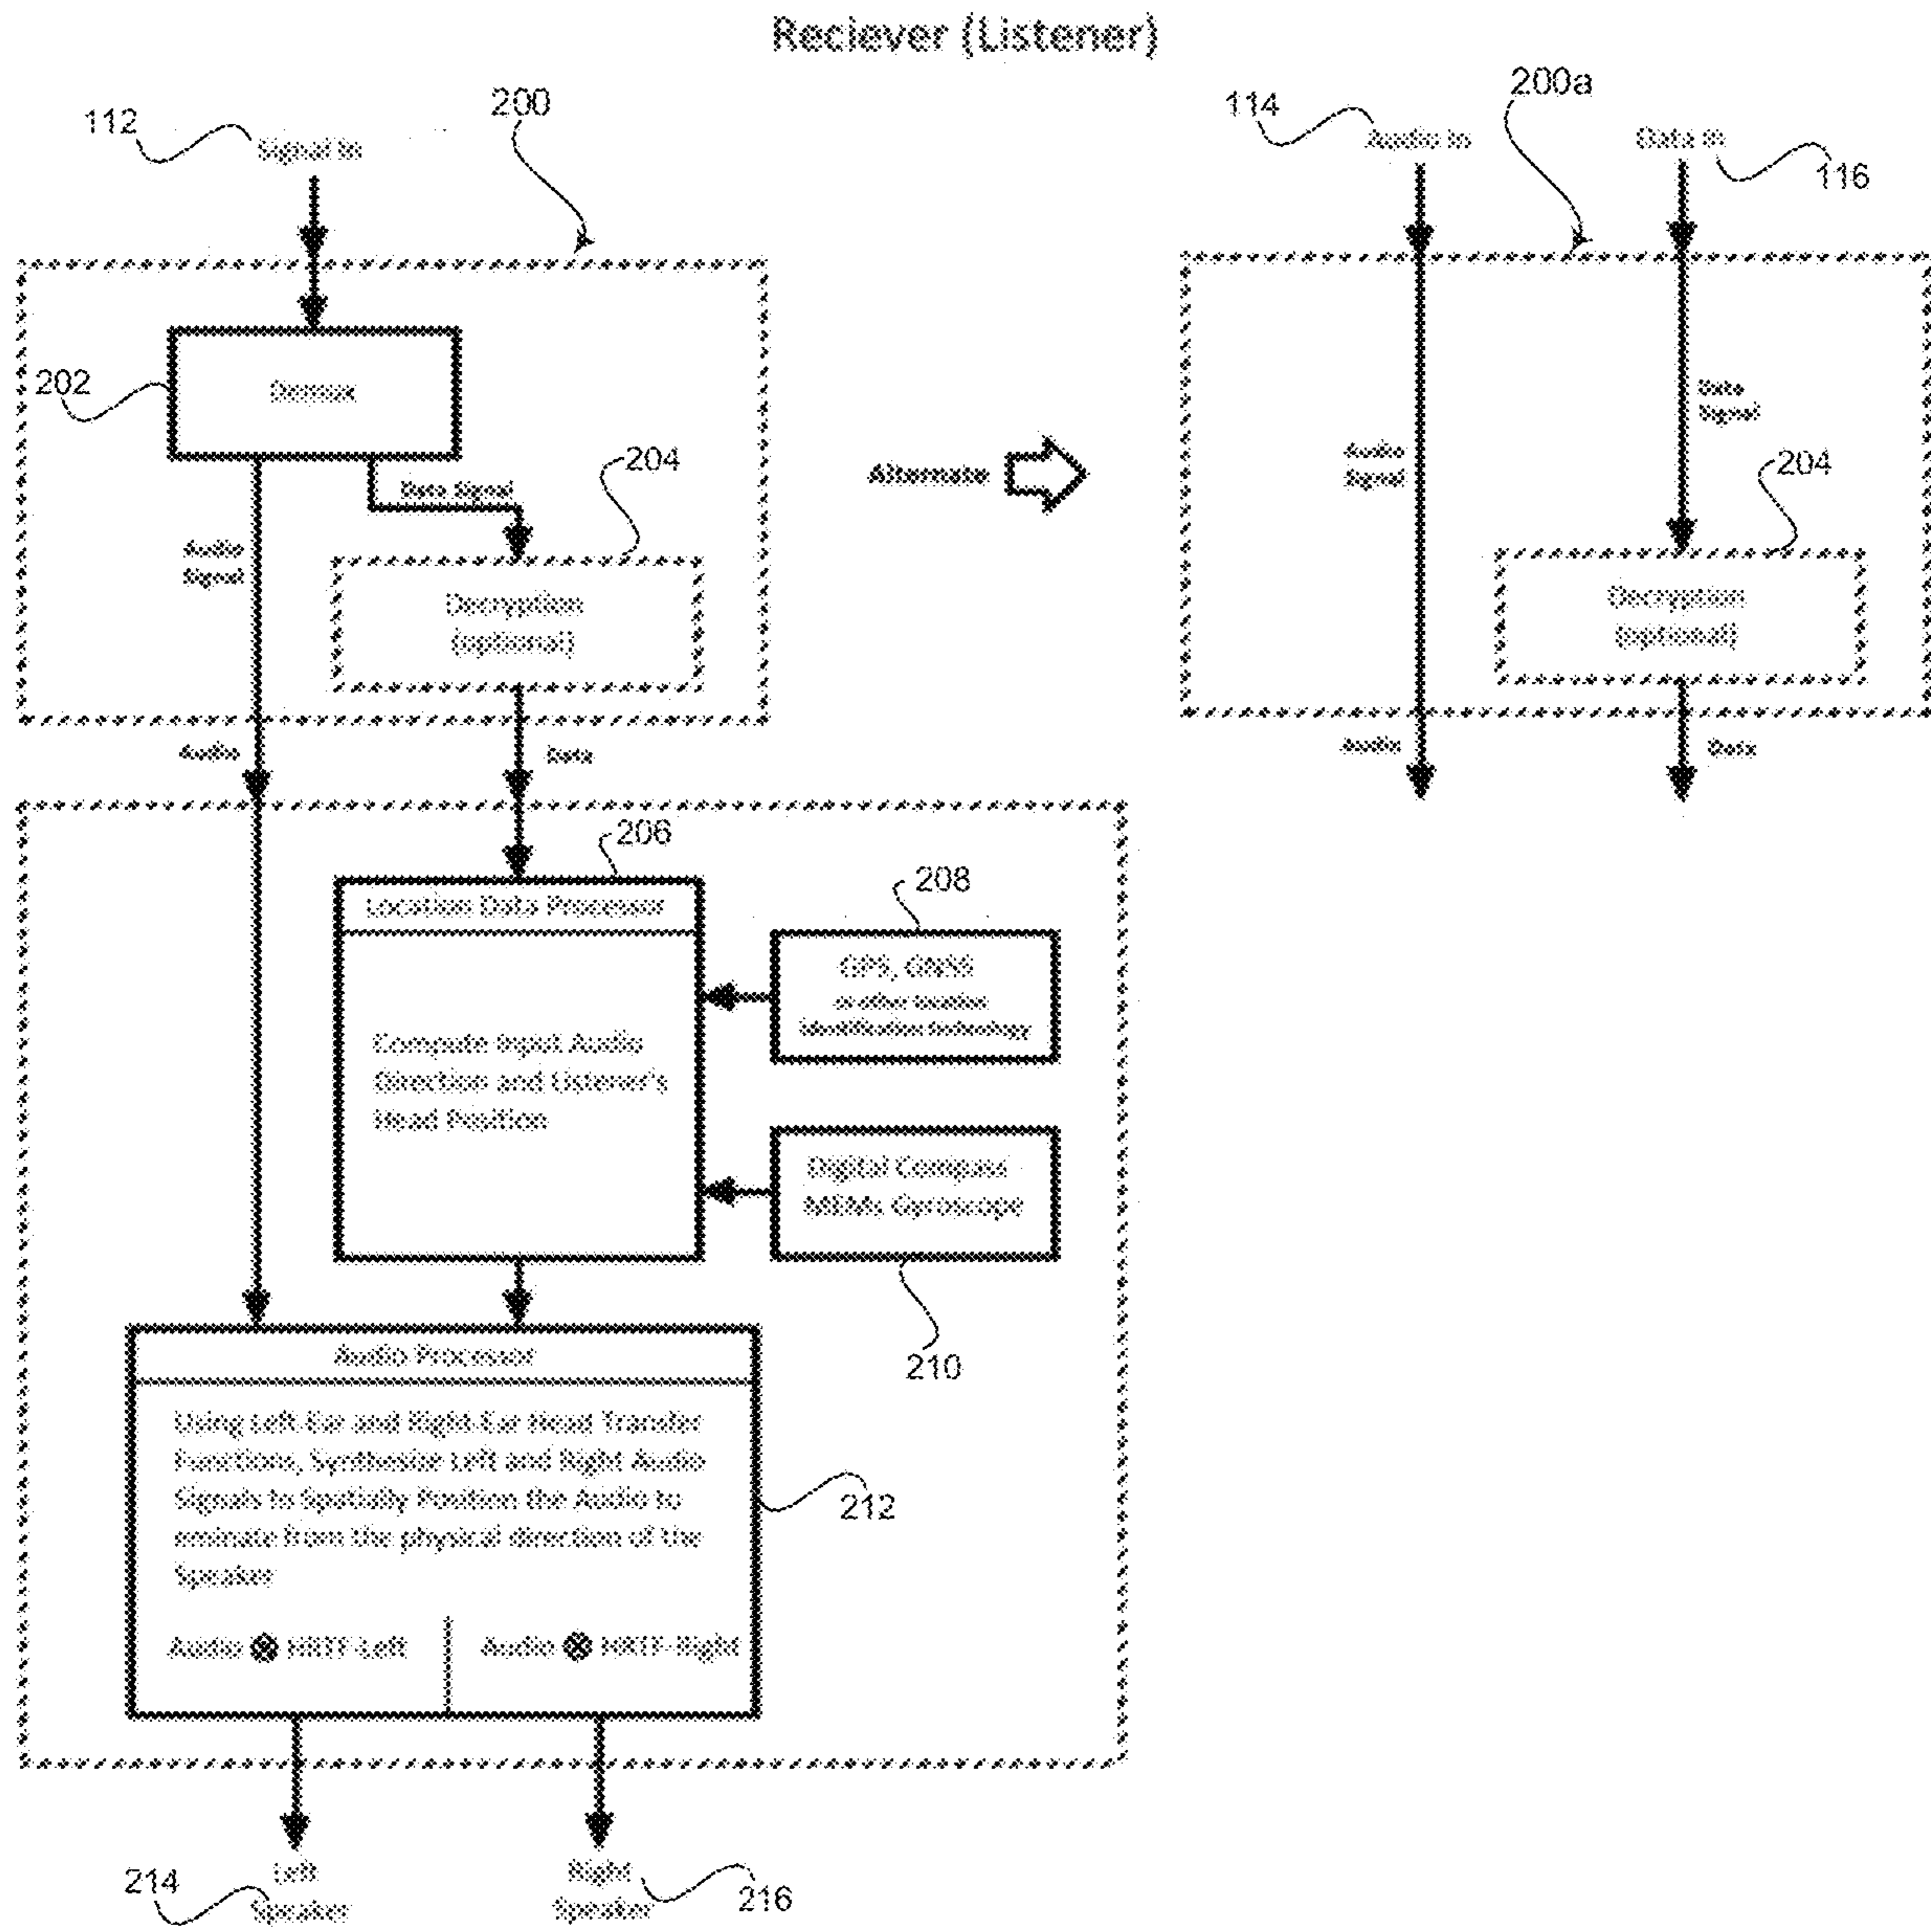 Reciever (Listener)
112
Signal In
200
114
Audio In
200a
Data In
116
202
Demux
Data Signal
204
Audio
Signal
Decryption
(optional)
Audio
Data
Alternate
Audio
Signal
Data
Signal
204
Decryption
(optional)
Audio
Data
206
Location Data Processor
Compute Input Audio
Direction and Listener's
Head Position
208
GPS, GNSS
or other location
identification technology
Digital Compass
MEMs Gyroscope
210
Audio Processor
Using Left-Ear and Right-Ear Head Transfer
Functions, Synthesize Left and Right Audio
Signals to Spatially Position the Audio to
eminate from the physical direction of the
Speaker
212
Audio ⊗ HRTF-Left
Audio ⊗ HRTF-Right
214
Left
Speaker
Right
Speaker
216